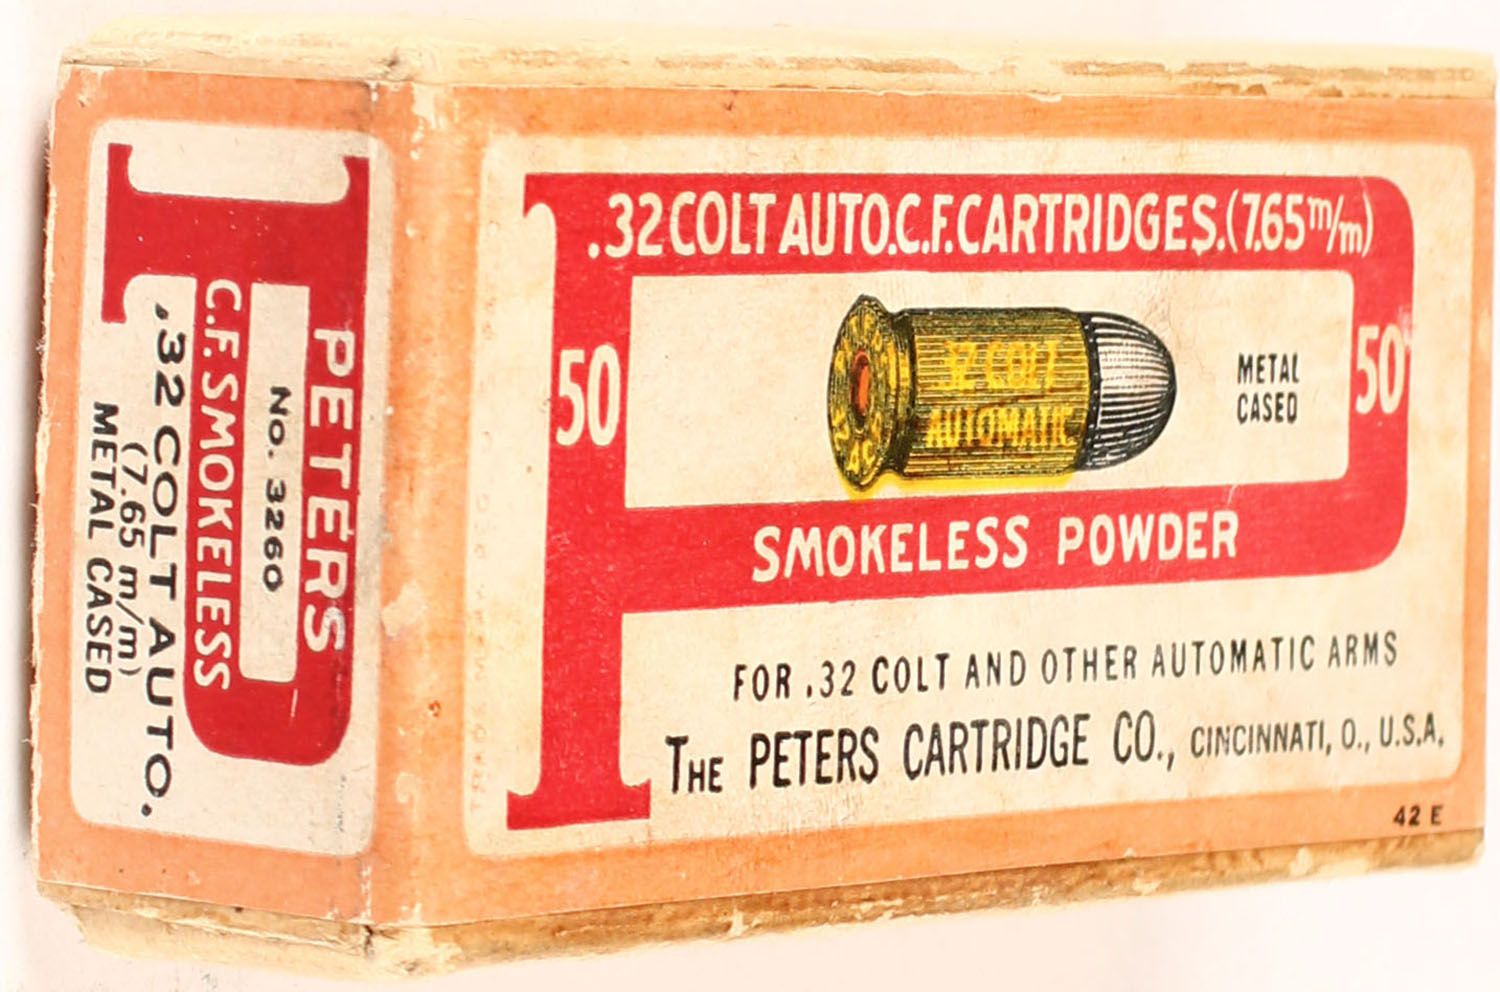 PETERS
NO. 3260
C.F. SMOKELESS
.32 COLT AUTO.
(7.65 m/m)
METAL CASED
.32 COLT AUTO. C.F. CARTRIDGES. (7.65 m/m)
50
32 COLT
AUTOMATIC
METAL
CASED
50
SMOKELESS POWDER
FOR .32 COLT AND OTHER AUTOMATIC ARMS
THE PETERS CARTRIDGE CO., CINCINNATI, O., U.S.A.
42 E